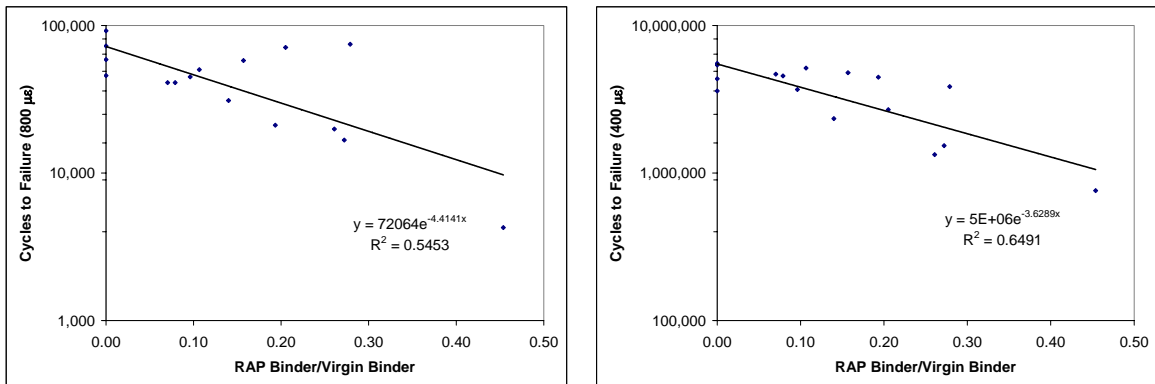 100,000
10,000
1,000
Cycles to Failure (800 µε)
0.00 0.10 0.20 0.30 0.40 0.50
RAP Binder/Virgin Binder
y = 72064e^-4.4141x
R² = 0.5453
10,000,000
1,000,000
100,000
Cycles to Failure (400 µε)
0.00 0.10 0.20 0.30 0.40 0.50
RAP Binder/Virgin Binder
y = 5E+06e^-3.6289x
R² = 0.6491